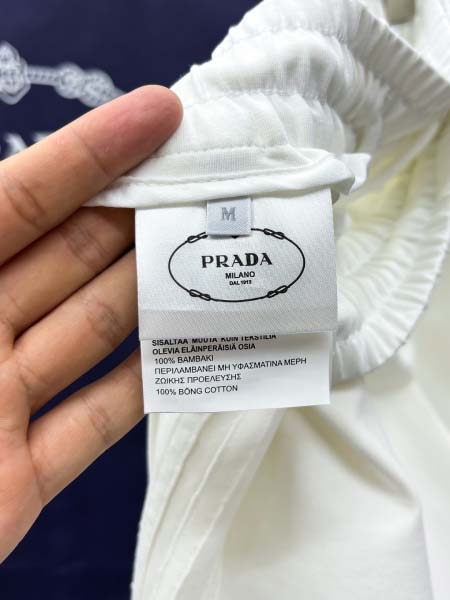 M
PRADA
MILANO
DAL 1913
SISALTAA MUUTA KUIN TEKSTILIA
OLEVIA ELÄINPERÄISIÄ OSIA
100% BAMBAKI
ΠΕΡΙΛΑΜΒΑΝΕΙ ΜΗ ΥΦΑΣΜΑΤΙΝΑ ΜΕΡΗ
ΖΩΙΚΗΣ ΠΡΟΕΛΕΥΣΗΣ
100% BÔNG COTTON